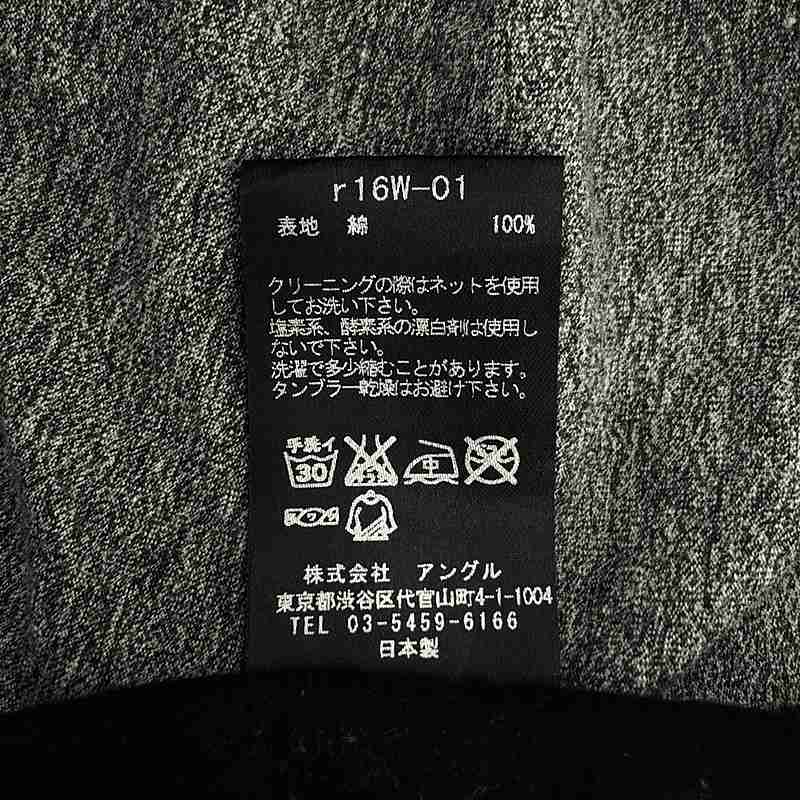 r16W-01
表地 綿 100%
クリーニングの際はネットを使用
してお洗い下さい。
塩素系、酵素系の漂白剤は使用し
ないで下さい。
洗濯で多少縮むことがあります。
タンブラー乾燥はお避け下さい。
手洗イ
30 中
株式会社 アングル
東京都渋谷区代官山町4-1-1004
TEL 03-5459-6166
日本製